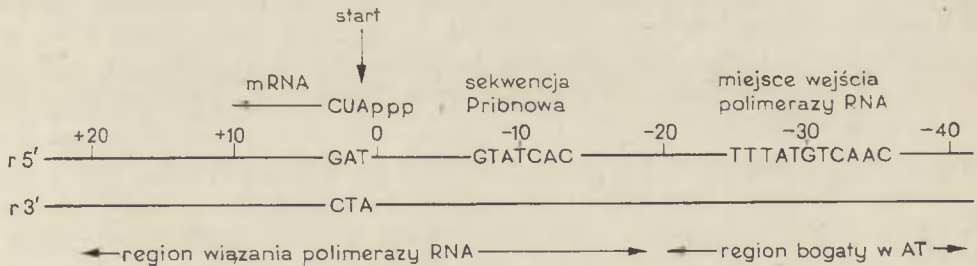 start
mRNA
CUAppp
sekwencja
Pribnowa
miejsce wejścia
polimerazy RNA
+20 +10 0 -10 -20 -30 -40
r 5' GAT GTATCAC TTTATGTCAAC
r 3' CTA
region wiązania polimerazy RNA region bogaty w AT